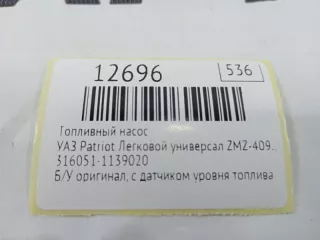 12696
536
Топливный насос
УАЗ Patriot Легковой универсал ZMZ-409.,
316051-1139020
Б/У оригинал, с датчиком уровня топлива